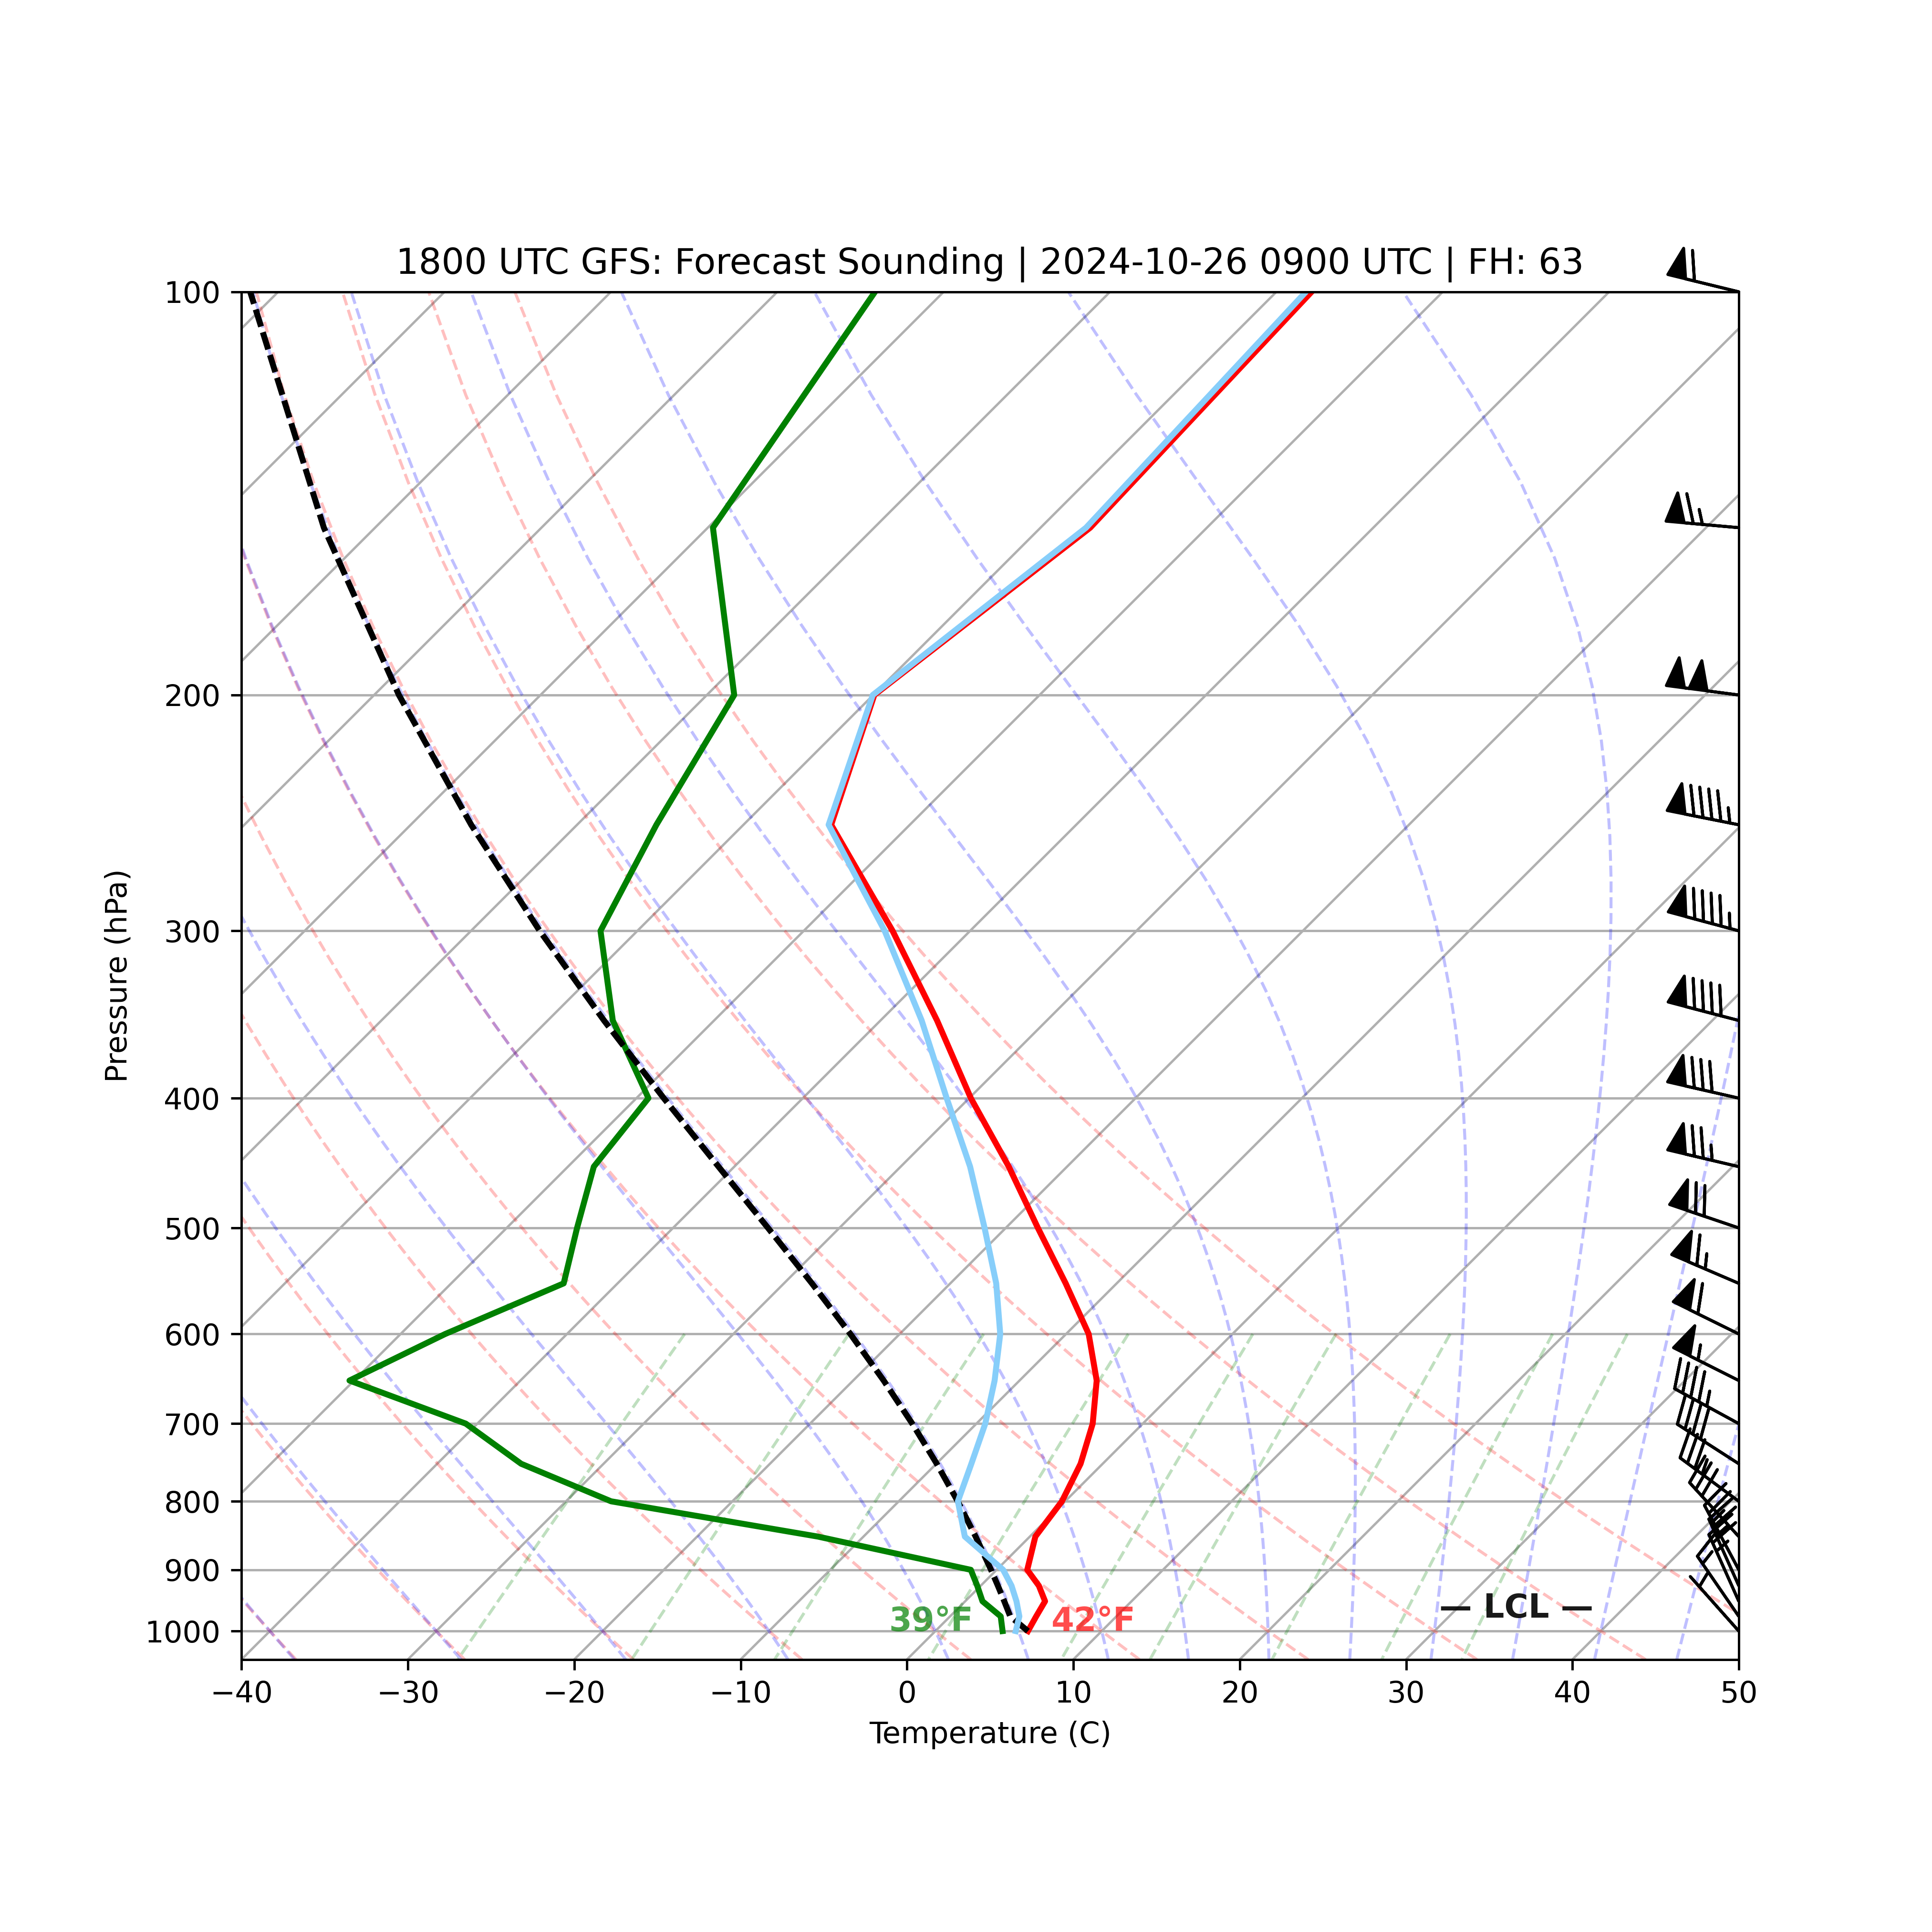 1800 UTC GFS: Forecast Sounding | 2024-10-26 0900 UTC | FH: 63
100
200
300
400
500
600
700
800
900
1000
Pressure (hPa)
39°F
42°F
— LCL —
−40 −30 −20 −10 0 10 20 30 40 50
Temperature (C)